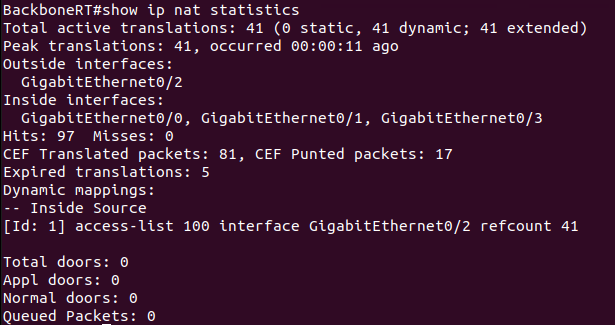 BackboneRT#show ip nat statistics
Total active translations: 41 (0 static, 41 dynamic; 41 extended)
Peak translations: 41, occurred 00:00:11 ago
Outside interfaces:
  GigabitEthernet0/2
Inside interfaces:
  GigabitEthernet0/0, GigabitEthernet0/1, GigabitEthernet0/3
Hits: 97  Misses: 0
CEF Translated packets: 81, CEF Punted packets: 17
Expired translations: 5
Dynamic mappings:
-- Inside Source
[Id: 1] access-list 100 interface GigabitEthernet0/2 refcount 41

Total doors: 0
Appl doors: 0
Normal doors: 0
Queued Packets: 0